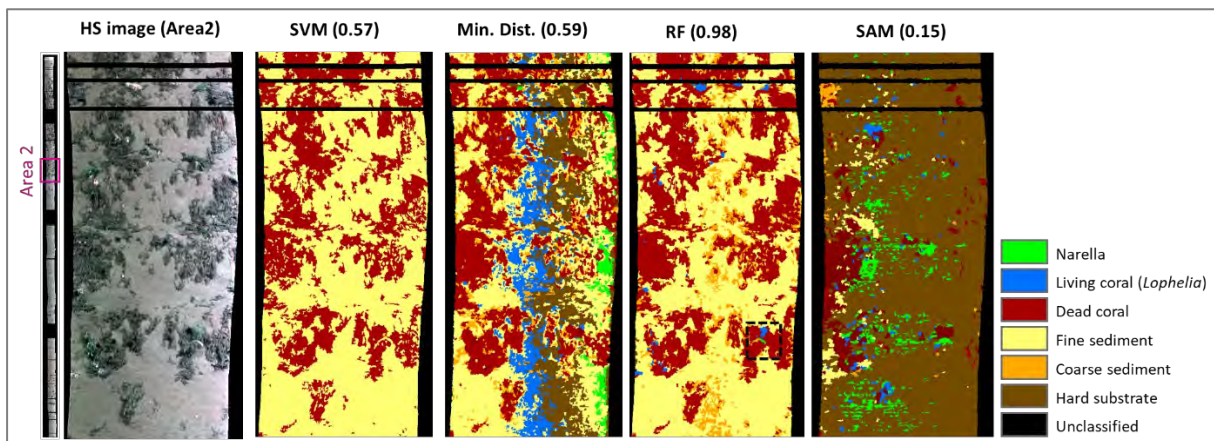 HS image (Area2)
SVM (0.57)
Min. Dist. (0.59)
RF (0.98)
SAM (0.15)
Area 2
Narella
Living coral (Lophelia)
Dead coral
Fine sediment
Coarse sediment
Hard substrate
Unclassified